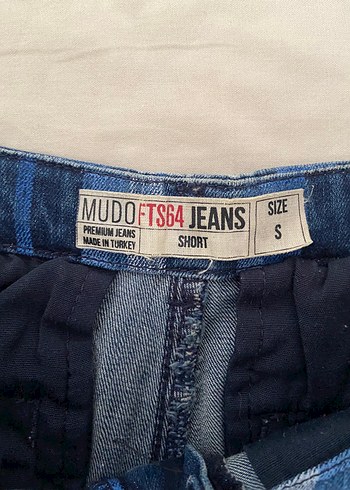 MUDO FTS64 JEANS
PREMIUM JEANS
MADE IN TURKEY
SHORT
SIZE
S